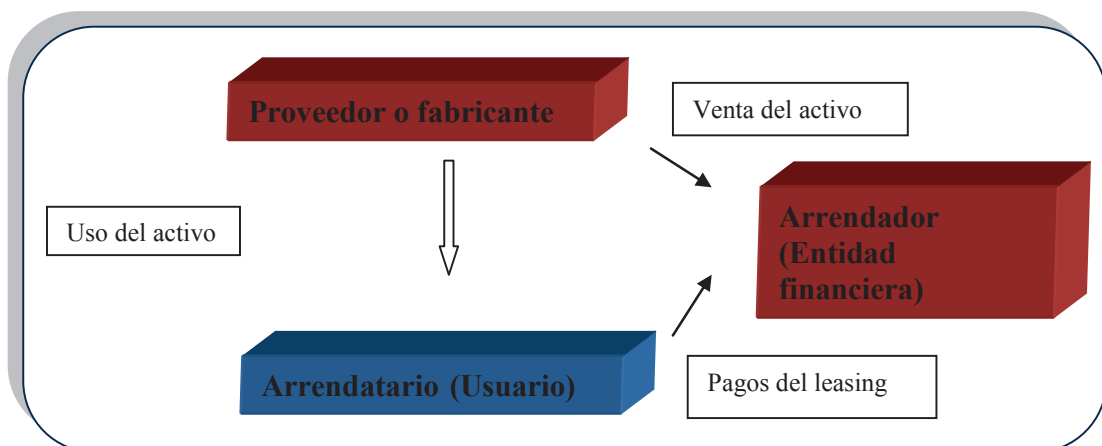 Proveedor o fabricante
Venta del activo
Uso del activo
Arrendador
(Entidad
financiera)
Arrendatario (Usuario)
Pagos del leasing